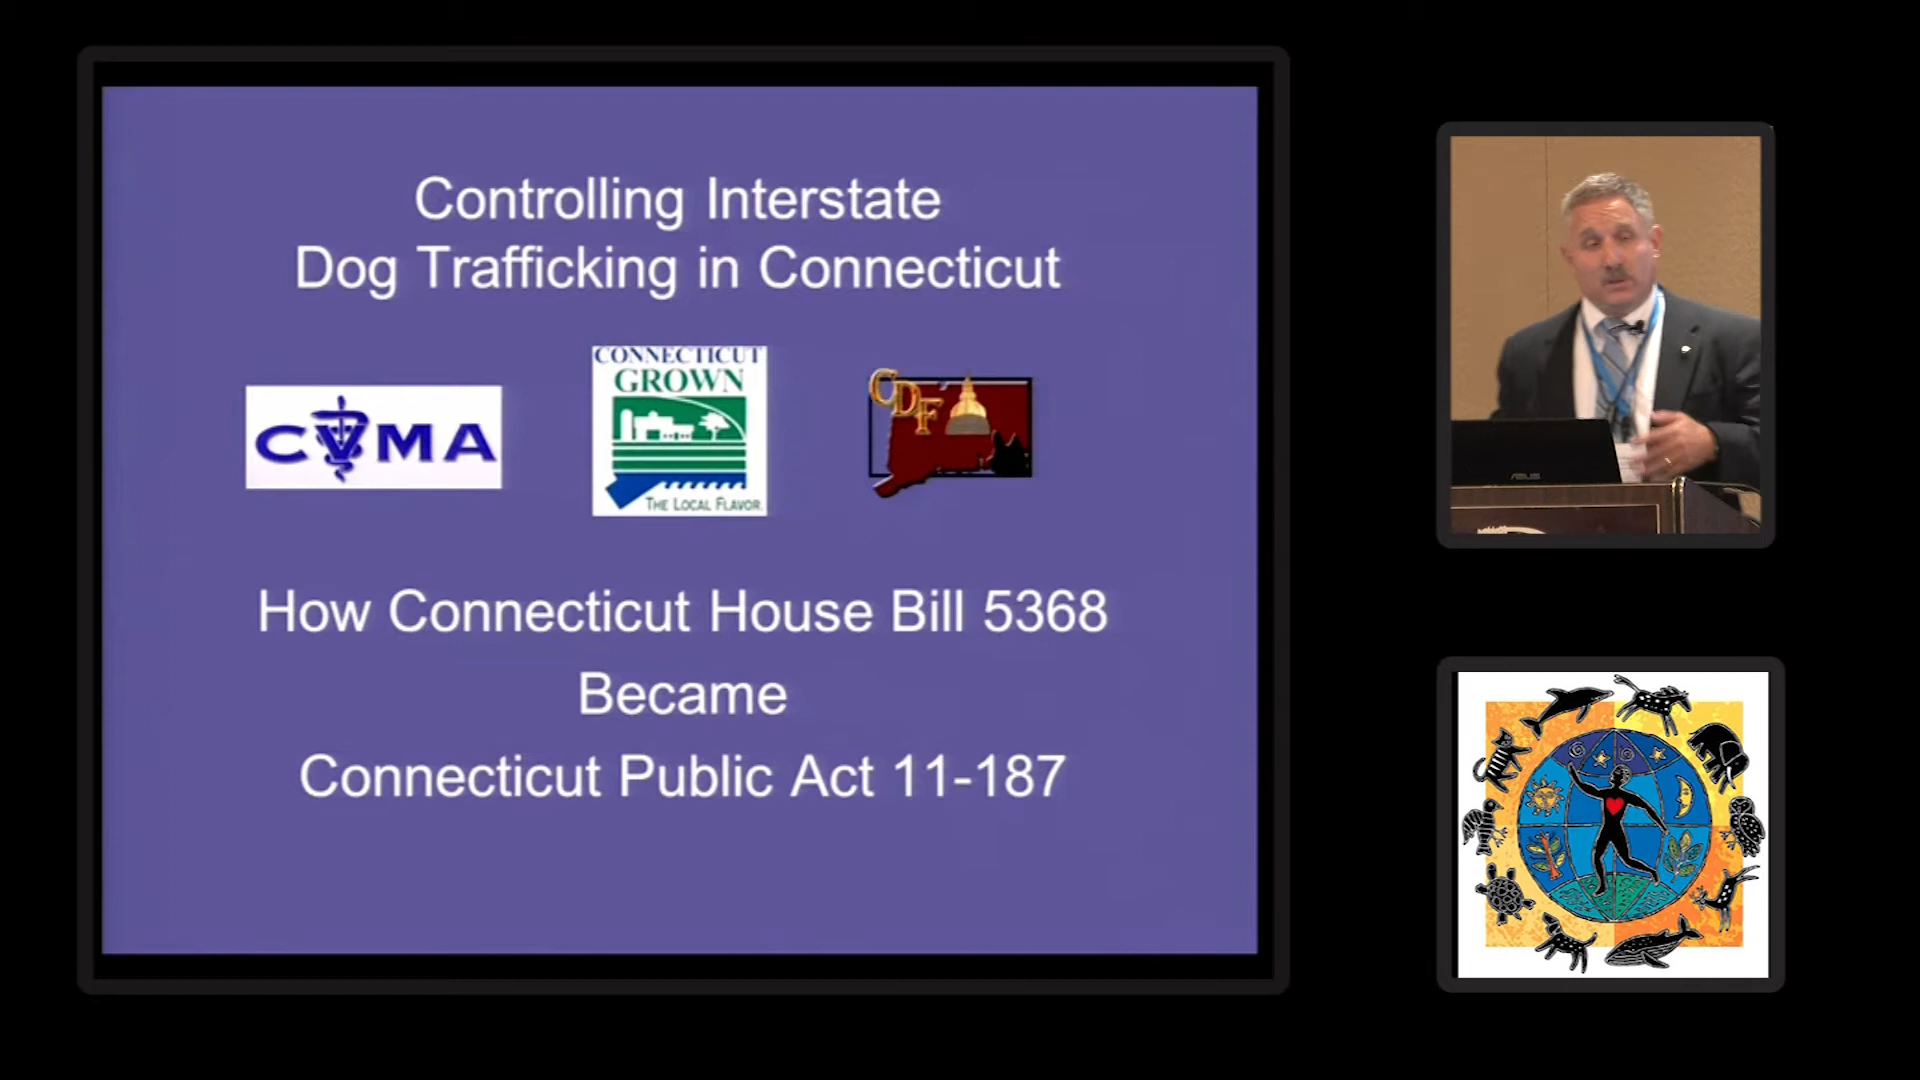 Controlling Interstate
Dog Trafficking in Connecticut
CVMA
CONNECTICUT
GROWN
THE LOCAL FLAVOR.
CDF
How Connecticut House Bill 5368
Became
Connecticut Public Act 11-187
ASUS